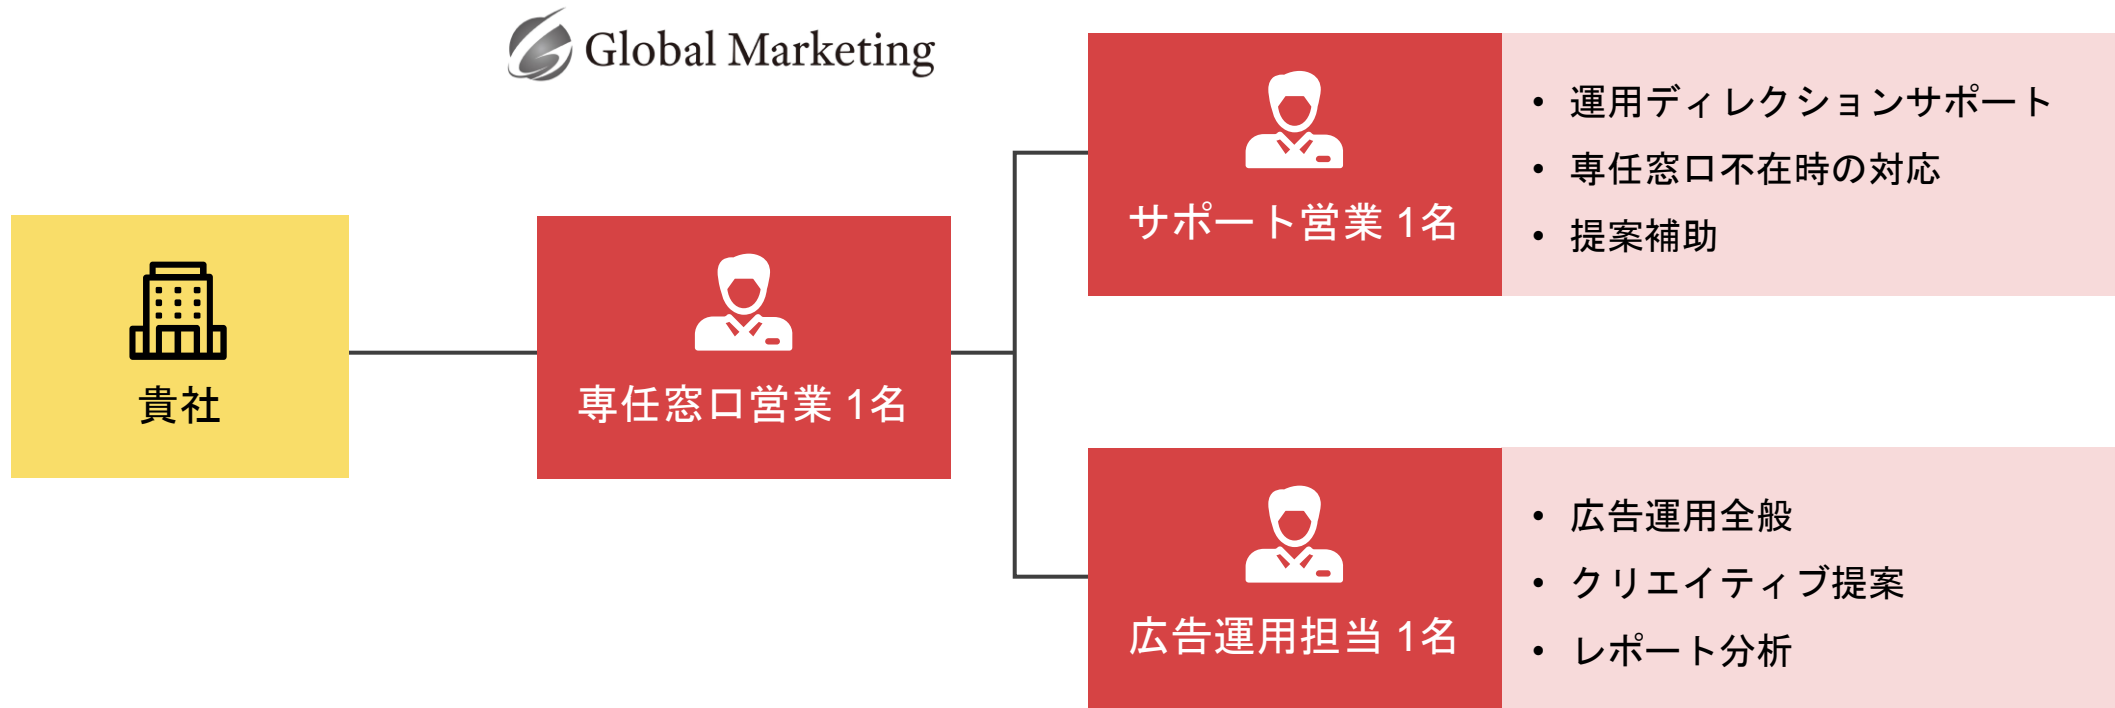 Global Marketing
貴社
専任窓口営業 1名
サポート営業 1名
• 運用ディレクションサポート
• 専任窓口不在時の対応
• 提案補助
広告運用担当 1名
• 広告運用全般
• クリエイティブ提案
• レポート分析